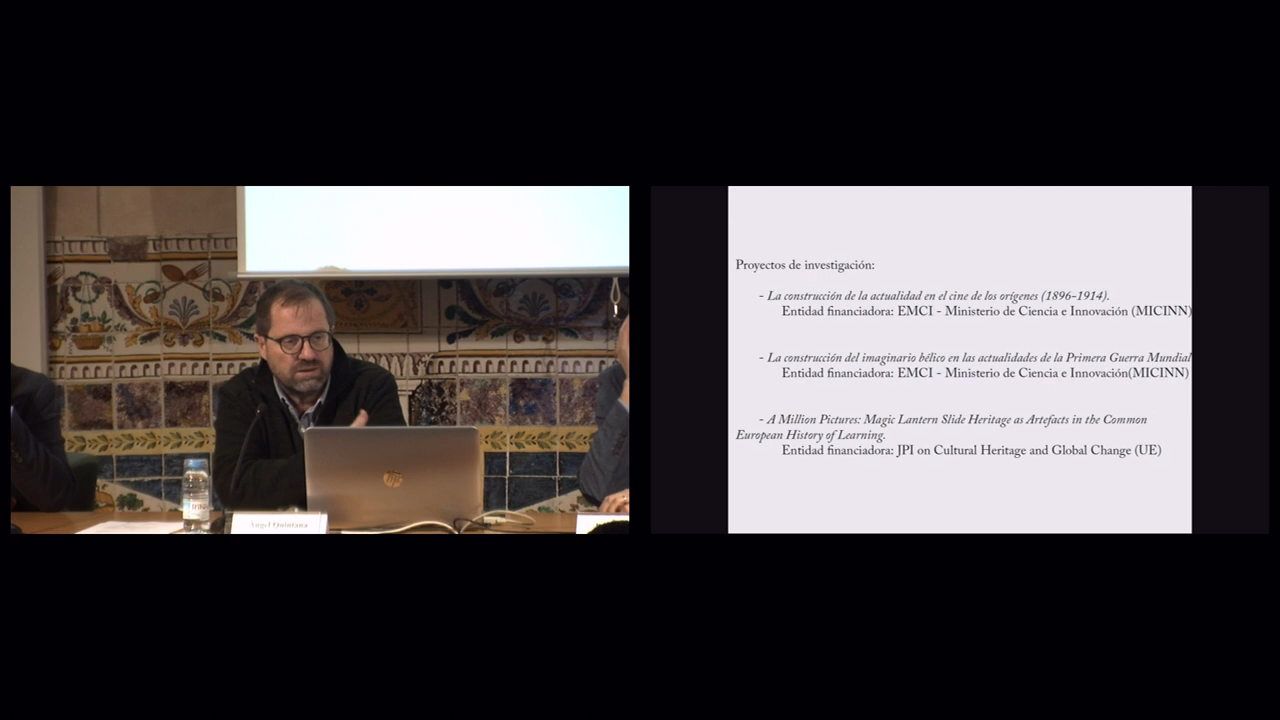 Àngel Quintana
hp
Proyectos de investigación:
- La construcción de la actualidad en el cine de los orígenes (1896-1914).
Entidad financiadora: EMCI - Ministerio de Ciencia e Innovación (MICINN)
- La construcción del imaginario bélico en las actualidades de la Primera Guerra Mundial
Entidad financiadora: EMCI - Ministerio de Ciencia e Innovación(MICINN)
- A Million Pictures: Magic Lantern Slide Heritage as Artefacts in the Common
European History of Learning.
Entidad financiadora: JPI on Cultural Heritage and Global Change (UE)